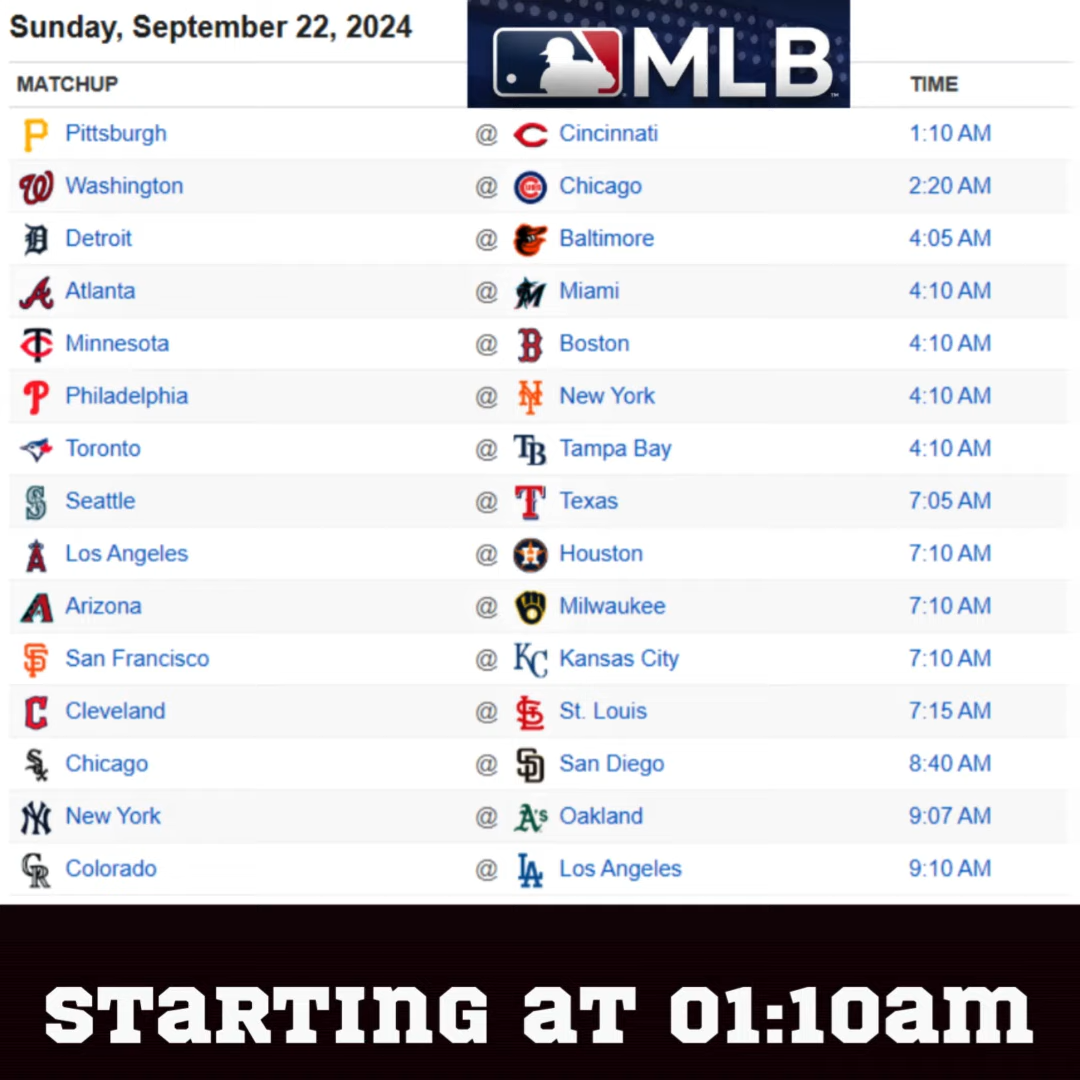 Sunday, September 22, 2024
MLB
MATCHUP TIME
Pittsburgh @ Cincinnati 1:10 AM
Washington @ Chicago 2:20 AM
Detroit @ Baltimore 4:05 AM
Atlanta @ Miami 4:10 AM
Minnesota @ Boston 4:10 AM
Philadelphia @ New York 4:10 AM
Toronto @ Tampa Bay 4:10 AM
Seattle @ Texas 7:05 AM
Los Angeles @ Houston 7:10 AM
Arizona @ Milwaukee 7:10 AM
San Francisco @ Kansas City 7:10 AM
Cleveland @ St. Louis 7:15 AM
Chicago @ San Diego 8:40 AM
New York @ Oakland 9:07 AM
Colorado @ Los Angeles 9:10 AM
STARTING AT 01:10AM